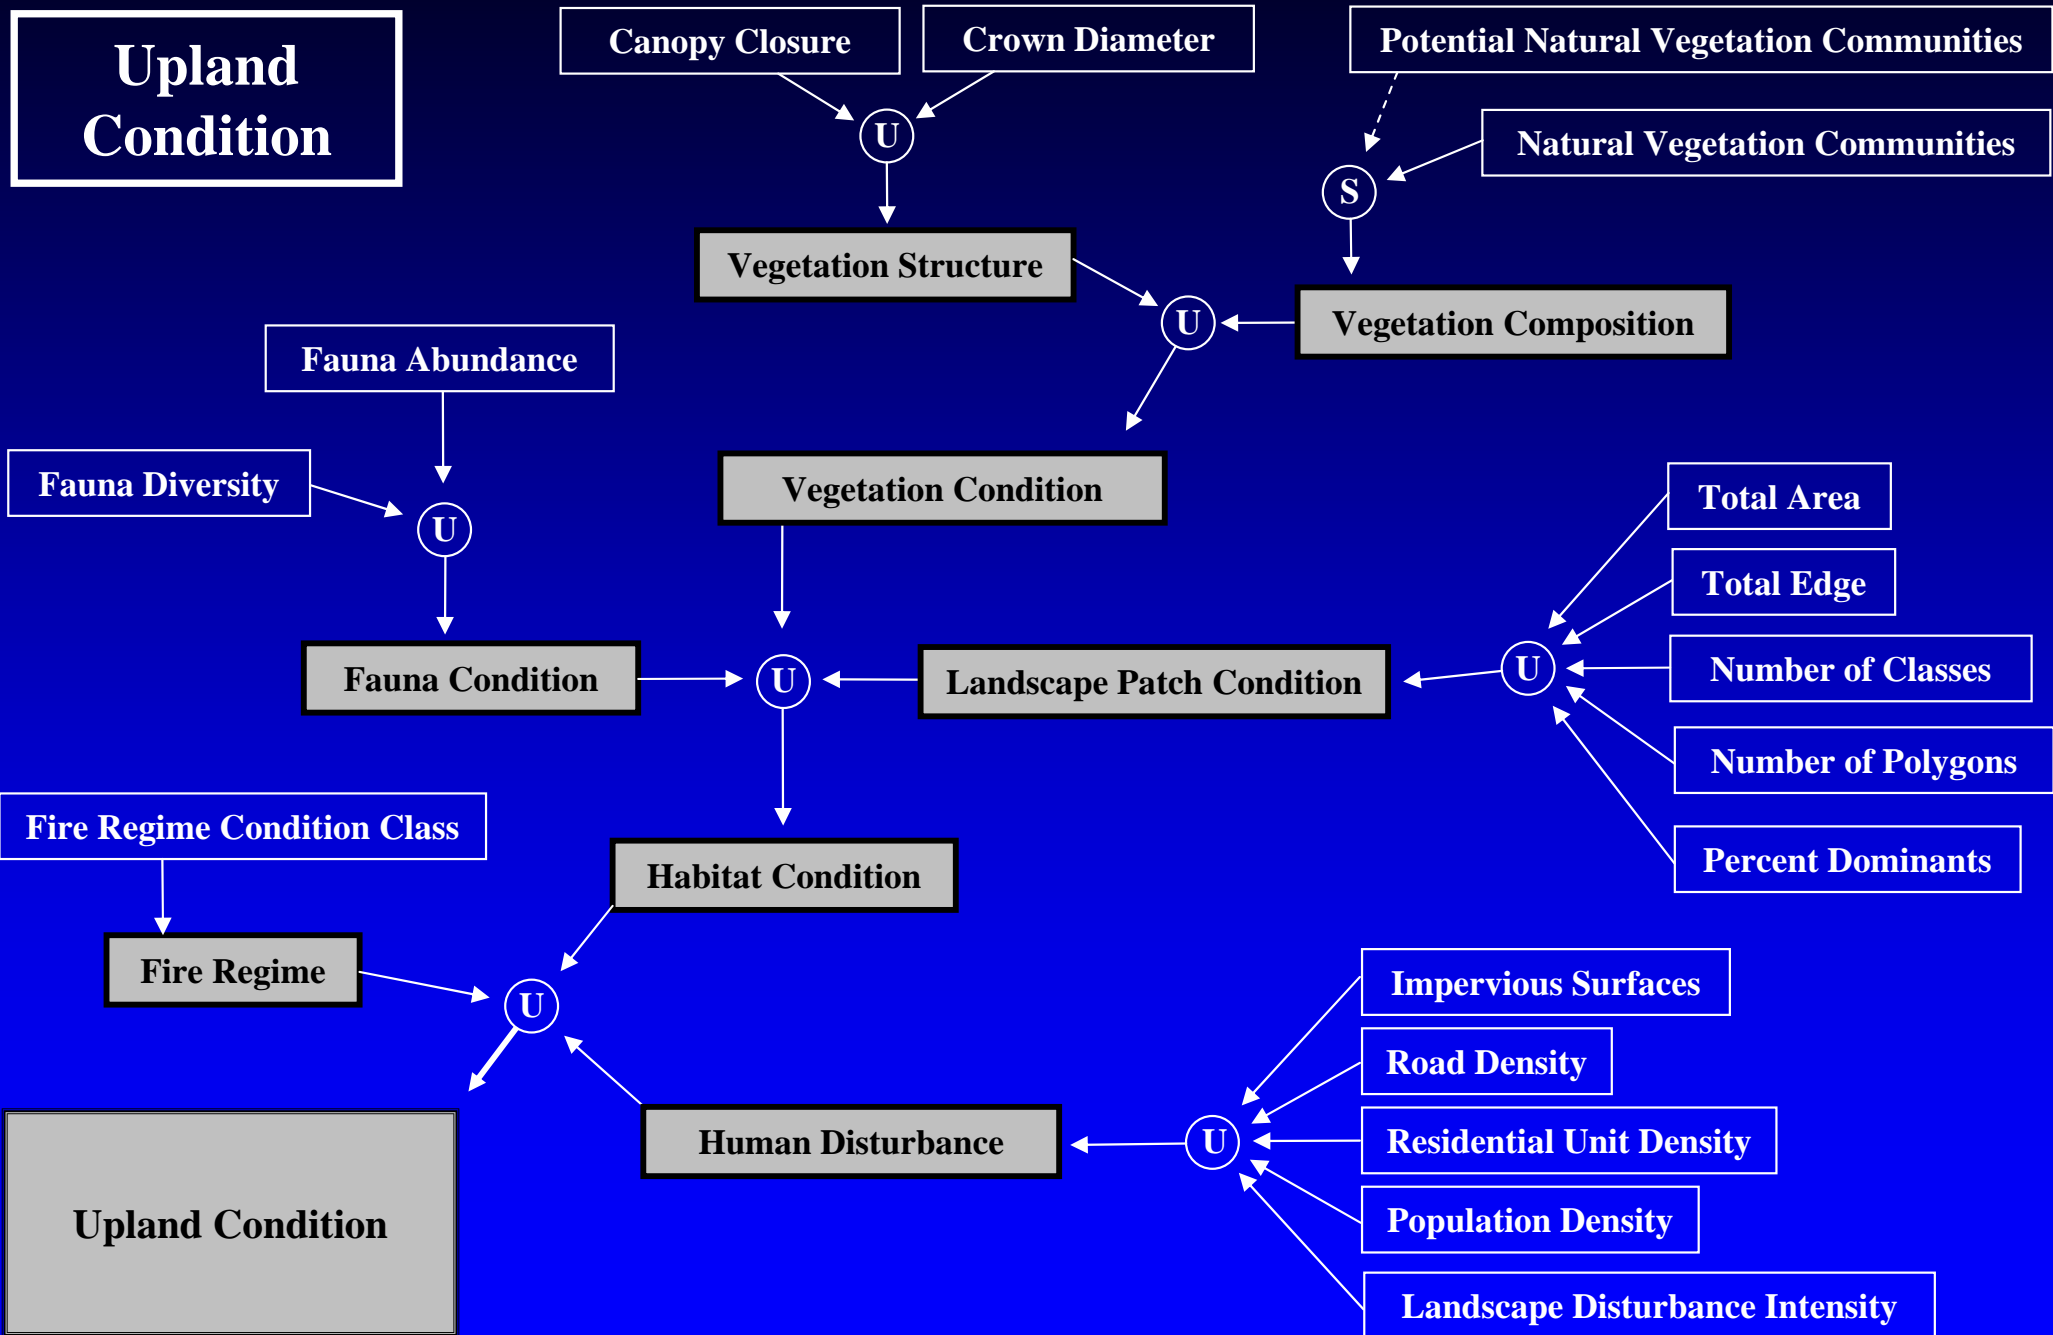 Upland
Condition
Canopy Closure
Crown Diameter
Potential Natural Vegetation Communities
U
Natural Vegetation Communities
S
Vegetation Structure
U
Vegetation Composition
Fauna Abundance
Fauna Diversity
U
Vegetation Condition
Total Area
Total Edge
Fauna Condition
U
Landscape Patch Condition
U
Number of Classes
Number of Polygons
Fire Regime Condition Class
Habitat Condition
Percent Dominants
Fire Regime
U
Impervious Surfaces
Road Density
Human Disturbance
U
Residential Unit Density
Upland Condition
Population Density
Landscape Disturbance Intensity